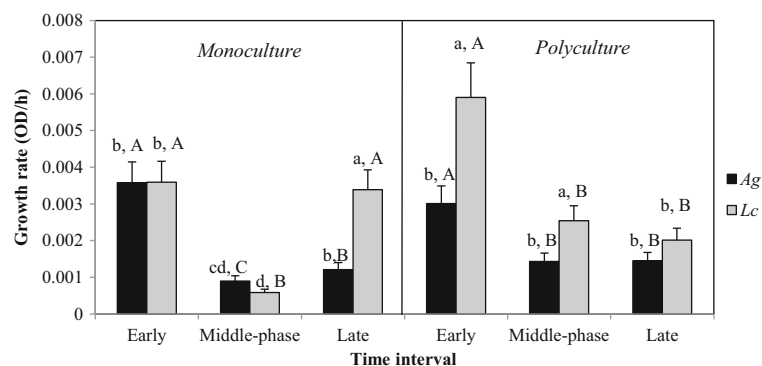 0.008
Monoculture Polyculture
a, A
0.007
0.006
b, A b, A a, A
0.005
b, A
0.004
a, B
0.003
b, B
b,B b, B b, B
0.002
cd, C d, B
0.001
0
Growth rate (OD/h)
Early Middle-phase Late Early Middle-phase Late
Time interval
Ag
Lc